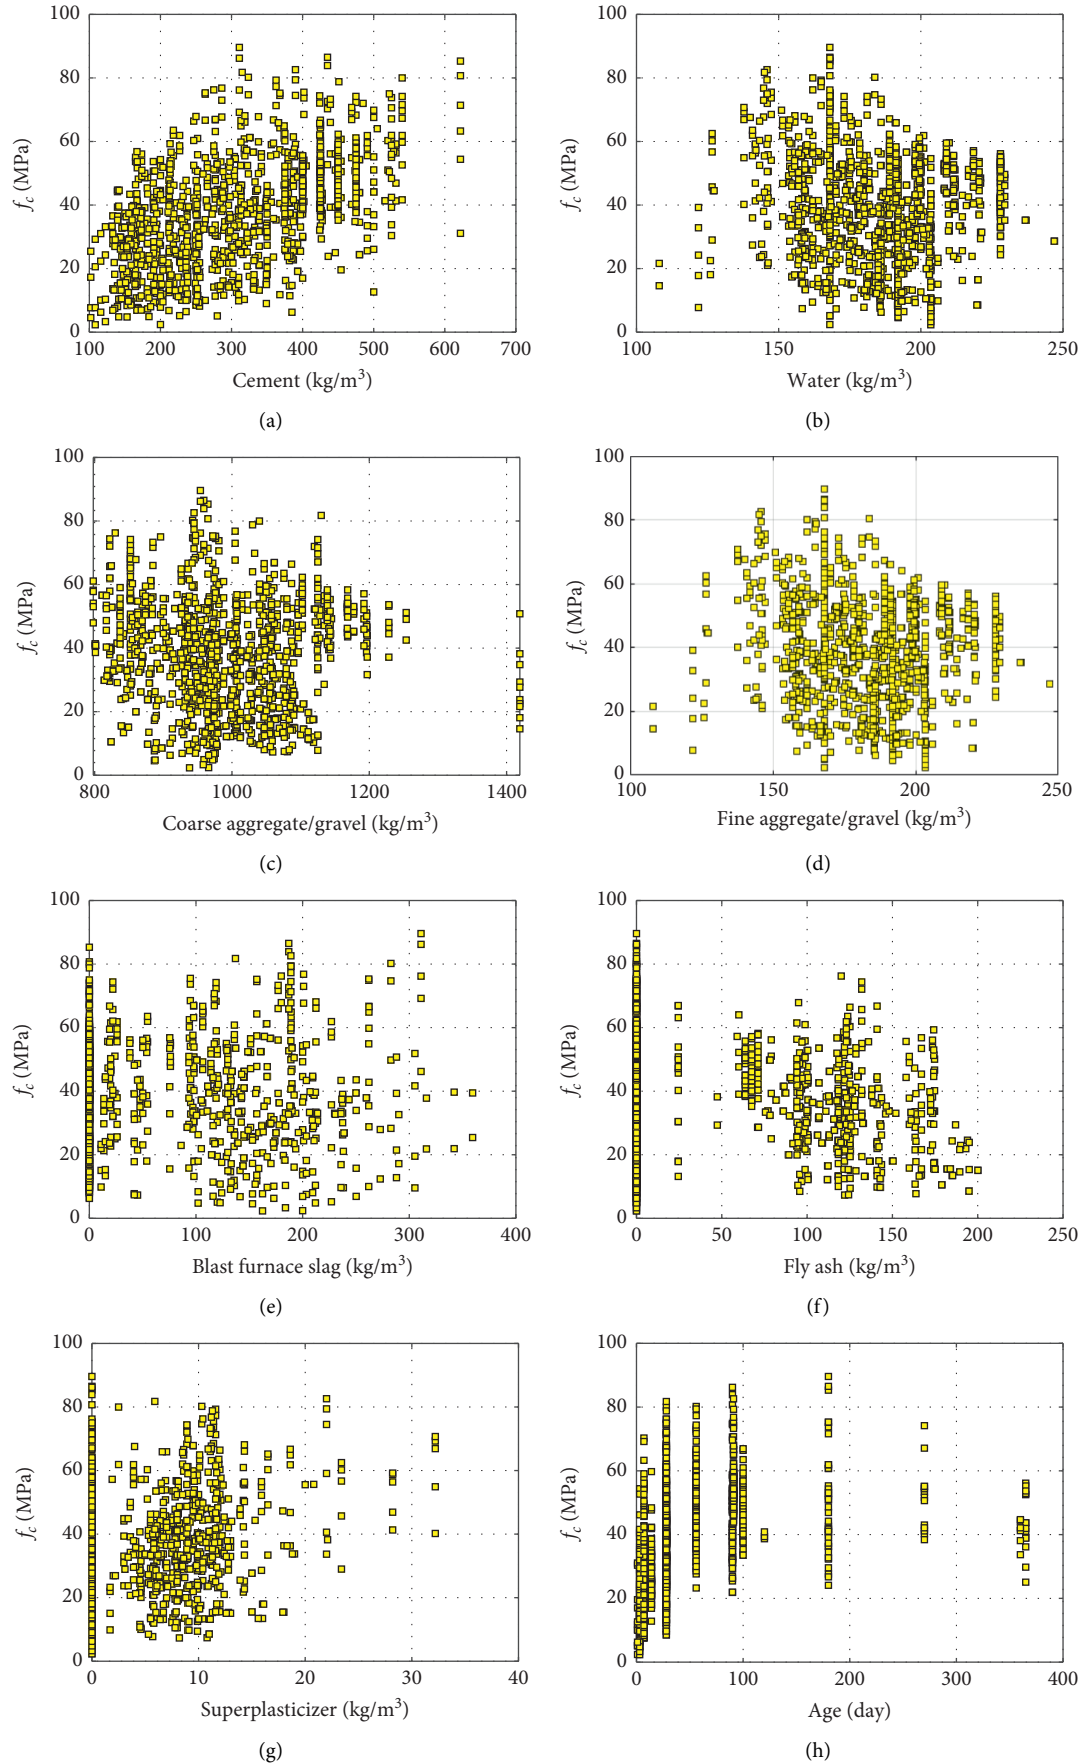 100
80
60
40
20
0
f_c (MPa)
100 200 300 400 500 600 700
Cement (kg/m³)
(a)
100
80
60
40
20
0
f_c (MPa)
100 150 200 250
Water (kg/m³)
(b)
100
80
60
40
20
0
f_c (MPa)
800 1000 1200 1400
Coarse aggregate/gravel (kg/m³)
(c)
100
80
60
40
20
0
f_c (MPa)
100 150 200 250
Fine aggregate/gravel (kg/m³)
(d)
100
80
60
40
20
0
f_c (MPa)
0 100 200 300 400
Blast furnace slag (kg/m³)
(e)
100
80
60
40
20
0
f_c (MPa)
0 50 100 150 200 250
Fly ash (kg/m³)
(f)
100
80
60
40
20
0
f_c (MPa)
0 10 20 30 40
Superplasticizer (kg/m³)
(g)
100
80
60
40
20
0
f_c (MPa)
0 100 200 300 400
Age (day)
(h)